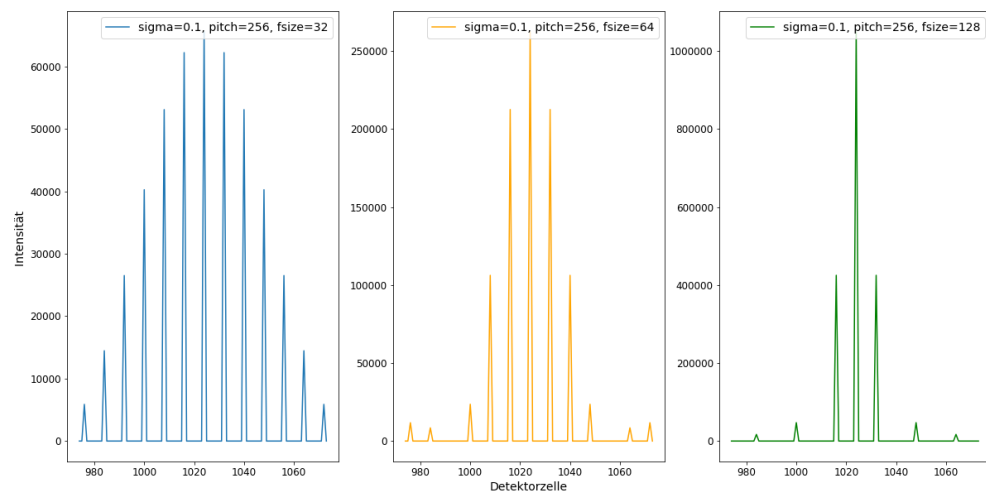 sigma=0.1, pitch=256, fsize=32
60000
50000
40000
30000
20000
10000
0
980 1000 1020 1040 1060
Intensität
sigma=0.1, pitch=256, fsize=64
250000
200000
150000
100000
50000
0
980 1000 1020 1040 1060
Detektorzelle
sigma=0.1, pitch=256, fsize=128
1000000
800000
600000
400000
200000
0
980 1000 1020 1040 1060